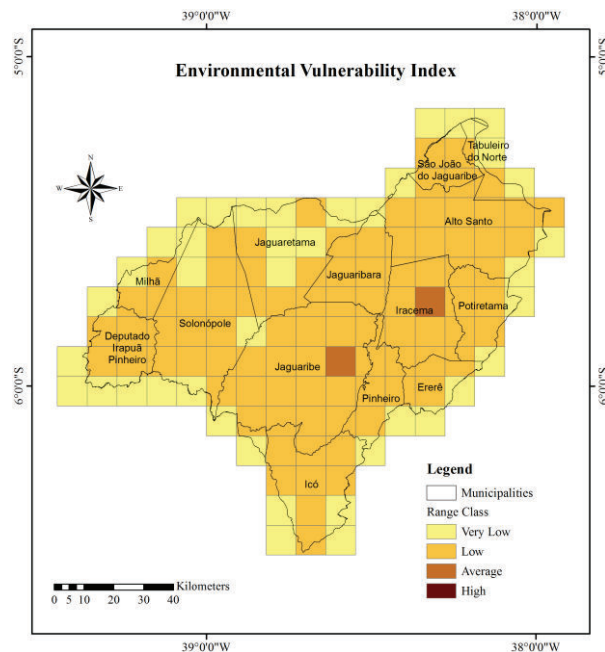 39°0'0"W
38°0'0"W
5°0'0"S
Environmental Vulnerability Index
N
W
E
S
Tabuleiro
do Norte
São João
do Jaguaribe
Alto Santo
Jaguaretama
Jaguaribara
Milhã
Iracema
Potiretama
Solonópole
Deputado
Irapuã
Pinheiro
Jaguaribe
6°0'0"S
6°0'0"S
Pinheiro
Ererê
Icó
Legend
Municipalities
Range Class
Very Low
Low
Average
High
Kilometers
0 5 10 20 30 40
39°0'0"W
38°0'0"W